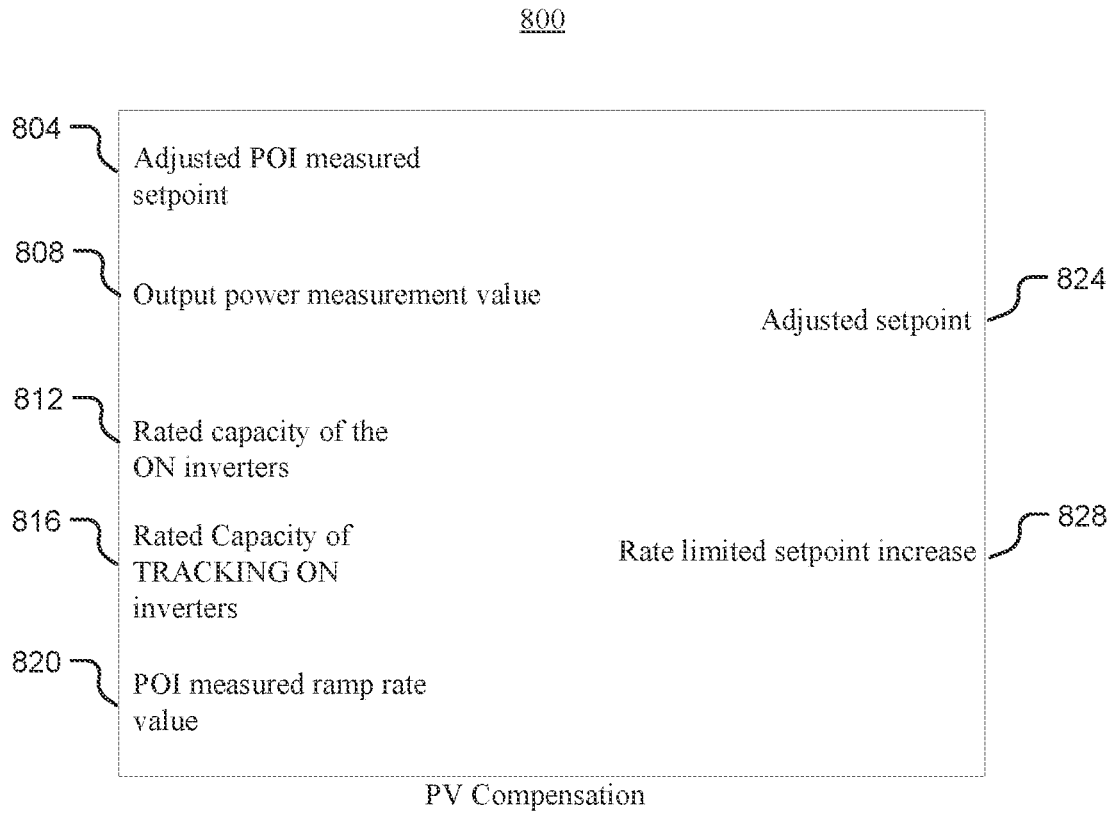 800
804
Adjusted POI measured
setpoint
808
Output power measurement value
824
Adjusted setpoint
812
Rated capacity of the
ON inverters
816
Rated Capacity of
TRACKING ON
inverters
828
Rate limited setpoint increase
820
POI measured ramp rate
value
PV Compensation